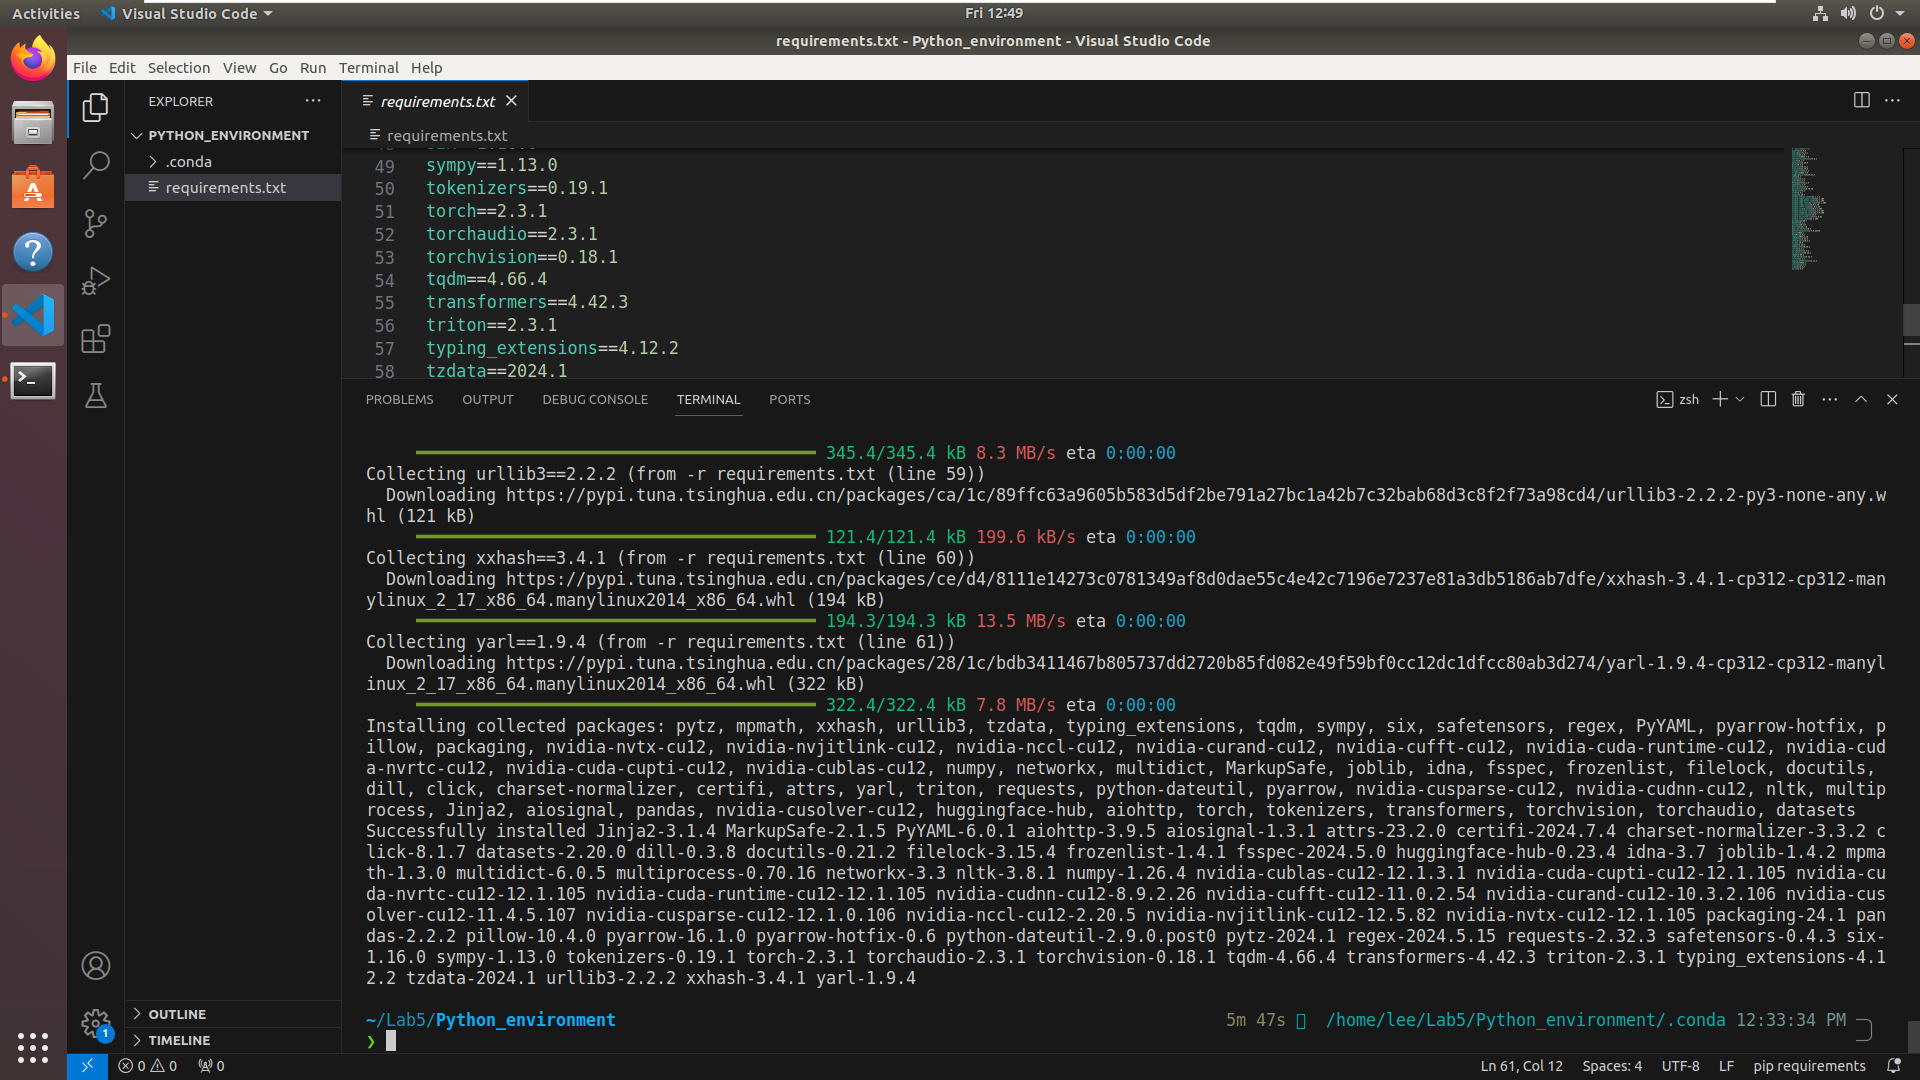 Activities
Visual Studio Code
Fri 12:49
requirements.txt - Python_environment - Visual Studio Code
File Edit Selection View Go Run Terminal Help
EXPLORER
PYTHON_ENVIRONMENT
.conda
requirements.txt
OUTLINE
TIMELINE
requirements.txt
requirements.txt
49 sympy==1.13.0
50 tokenizers==0.19.1
51 torch==2.3.1
52 torchaudio==2.3.1
53 torchvision==0.18.1
54 tqdm==4.66.4
55 transformers==4.42.3
56 triton==2.3.1
57 typing_extensions==4.12.2
58 tzdata==2024.1
PROBLEMS OUTPUT DEBUG CONSOLE TERMINAL PORTS
zsh
345.4/345.4 kB 8.3 MB/s eta 0:00:00
Collecting urllib3==2.2.2 (from -r requirements.txt (line 59))
Downloading https://pypi.tuna.tsinghua.edu.cn/packages/ca/1c/89ffc63a9605b583d5df2be791a27bc1a42b7c32bab68d3c8f2f73a98cd4/urllib3-2.2.2-py3-none-any.w
hl (121 kB)
121.4/121.4 kB 199.6 kB/s eta 0:00:00
Collecting xxhash==3.4.1 (from -r requirements.txt (line 60))
Downloading https://pypi.tuna.tsinghua.edu.cn/packages/ce/d4/8111e14273c0781349af8d0dae55c4e42c7196e7237e81a3db5186ab7dfe/xxhash-3.4.1-cp312-cp312-man
ylinux_2_17_x86_64.manylinux2014_x86_64.whl (194 kB)
194.3/194.3 kB 13.5 MB/s eta 0:00:00
Collecting yarl==1.9.4 (from -r requirements.txt (line 61))
Downloading https://pypi.tuna.tsinghua.edu.cn/packages/28/1c/bdb3411467b805737dd2720b85fd082e49f59bf0cc12dc1dfcc80ab3d274/yarl-1.9.4-cp312-cp312-manyl
inux_2_17_x86_64.manylinux2014_x86_64.whl (322 kB)
322.4/322.4 kB 7.8 MB/s eta 0:00:00
Installing collected packages: pytz, mpmath, xxhash, urllib3, tzdata, typing_extensions, tqdm, sympy, six, safetensors, regex, PyYAML, pyarrow-hotfix, p
illow, packaging, nvidia-nvtx-cu12, nvidia-nvjitlink-cu12, nvidia-nccl-cu12, nvidia-curand-cu12, nvidia-cufft-cu12, nvidia-cuda-runtime-cu12, nvidia-cud
a-nvrtc-cu12, nvidia-cuda-cupti-cu12, nvidia-cublas-cu12, numpy, networkx, multidict, MarkupSafe, joblib, idna, fsspec, frozenlist, filelock, docutils,
dill, click, charset-normalizer, certifi, attrs, yarl, triton, requests, python-dateutil, pyarrow, nvidia-cusparse-cu12, nvidia-cudnn-cu12, nltk, multip
rocess, Jinja2, aiosignal, pandas, nvidia-cusolver-cu12, huggingface-hub, aiohttp, torch, tokenizers, transformers, torchvision, torchaudio, datasets
Successfully installed Jinja2-3.1.4 MarkupSafe-2.1.5 PyYAML-6.0.1 aiohttp-3.9.5 aiosignal-1.3.1 attrs-23.2.0 certifi-2024.7.4 charset-normalizer-3.3.2 c
lick-8.1.7 datasets-2.20.0 dill-0.3.8 docutils-0.21.2 filelock-3.15.4 frozenlist-1.4.1 fsspec-2024.5.0 huggingface-hub-0.23.4 idna-3.7 joblib-1.4.2 mpma
th-1.3.0 multidict-6.0.5 multiprocess-0.70.16 networkx-3.3 nltk-3.8.1 numpy-1.26.4 nvidia-cublas-cu12-12.1.3.1 nvidia-cuda-cupti-cu12-12.1.105 nvidia-cu
da-nvrtc-cu12-12.1.105 nvidia-cuda-runtime-cu12-12.1.105 nvidia-cudnn-cu12-8.9.2.26 nvidia-cufft-cu12-11.0.2.54 nvidia-curand-cu12-10.3.2.106 nvidia-cus
olver-cu12-11.4.5.107 nvidia-cusparse-cu12-12.1.0.106 nvidia-nccl-cu12-2.20.5 nvidia-nvjitlink-cu12-12.5.82 nvidia-nvtx-cu12-12.1.105 packaging-24.1 pan
das-2.2.2 pillow-10.4.0 pyarrow-16.1.0 pyarrow-hotfix-0.6 python-dateutil-2.9.0.post0 pytz-2024.1 regex-2024.5.15 requests-2.32.3 safetensors-0.4.3 six-
1.16.0 sympy-1.13.0 tokenizers-0.19.1 torch-2.3.1 torchaudio-2.3.1 torchvision-0.18.1 tqdm-4.66.4 transformers-4.42.3 triton-2.3.1 typing_extensions-4.1
2.2 tzdata-2024.1 urllib3-2.2.2 xxhash-3.4.1 yarl-1.9.4
~/Lab5/Python_environment 5m 47s /home/lee/Lab5/Python_environment/.conda 12:33:34 PM
❯
1
0 0 0
Ln 61, Col 12 Spaces: 4 UTF-8 LF pip requirements